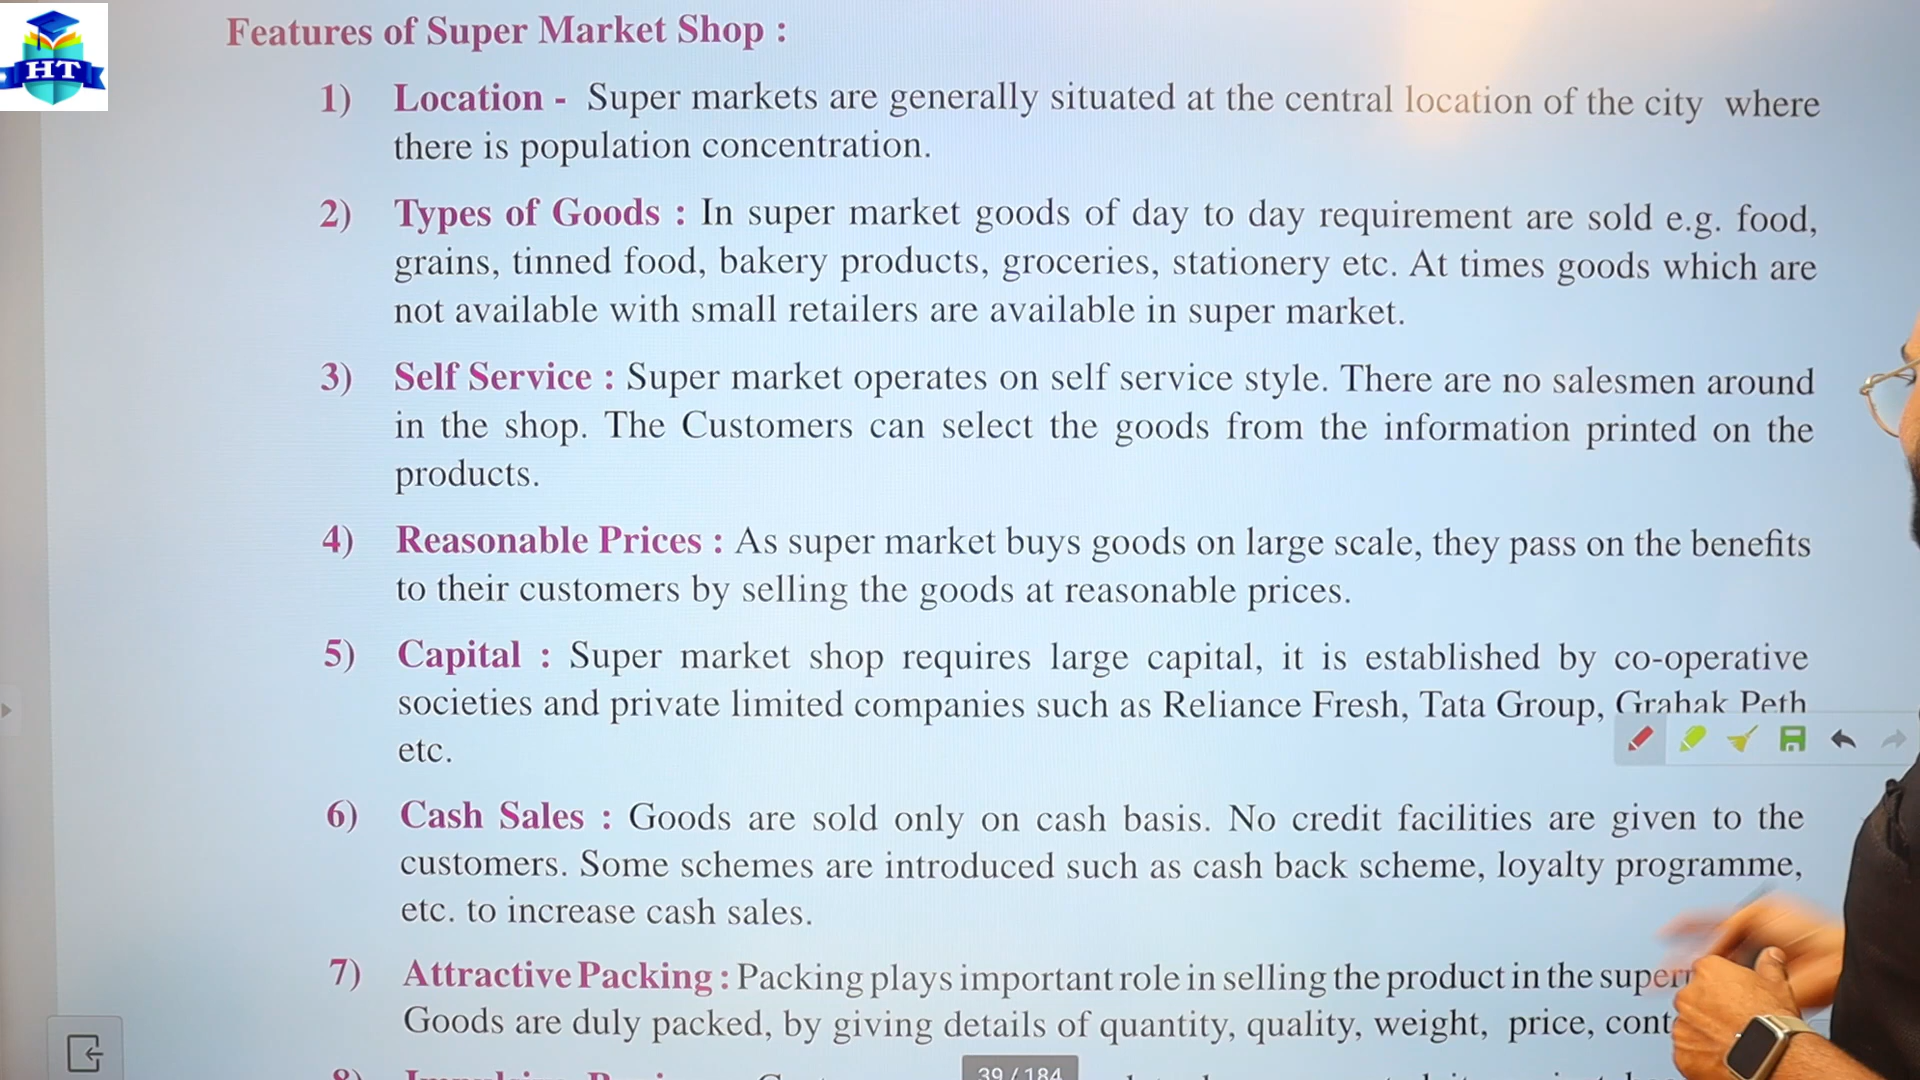 HT
Features of Super Market Shop :
1) Location - Super markets are generally situated at the central location of the city where
there is population concentration.
2) Types of Goods : In super market goods of day to day requirement are sold e.g. food,
grains, tinned food, bakery products, groceries, stationery etc. At times goods which are
not available with small retailers are available in super market.
3) Self Service : Super market operates on self service style. There are no salesmen around
in the shop. The Customers can select the goods from the information printed on the
products.
4) Reasonable Prices : As super market buys goods on large scale, they pass on the benefits
to their customers by selling the goods at reasonable prices.
5) Capital : Super market shop requires large capital, it is established by co-operative
societies and private limited companies such as Reliance Fresh, Tata Group, Grahak Peth
etc.
6) Cash Sales : Goods are sold only on cash basis. No credit facilities are given to the
customers. Some schemes are introduced such as cash back scheme, loyalty programme,
etc. to increase cash sales.
7) Attractive Packing : Packing plays important role in selling the product in the super
Goods are duly packed, by giving details of quantity, quality, weight, price, cont
39 / 184